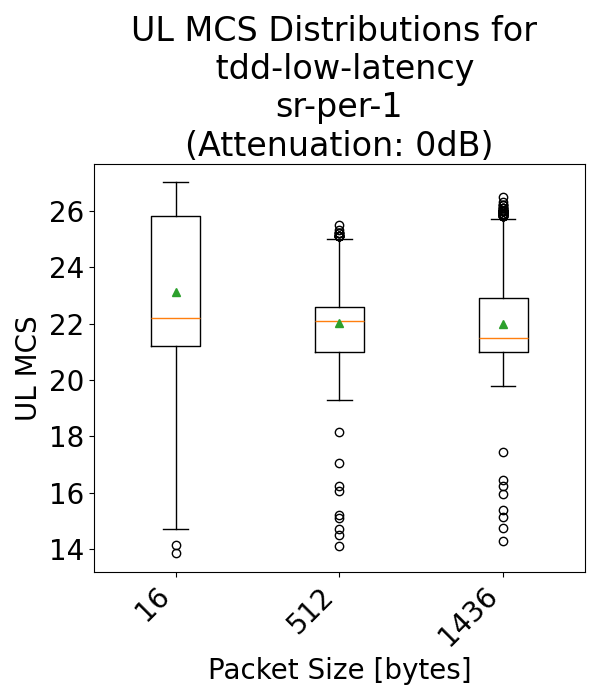 UL MCS Distributions for
tdd-low-latency
sr-per-1
(Attenuation: 0dB)
UL MCS
26
24
22
20
18
16
14
16
512
1436
Packet Size [bytes]